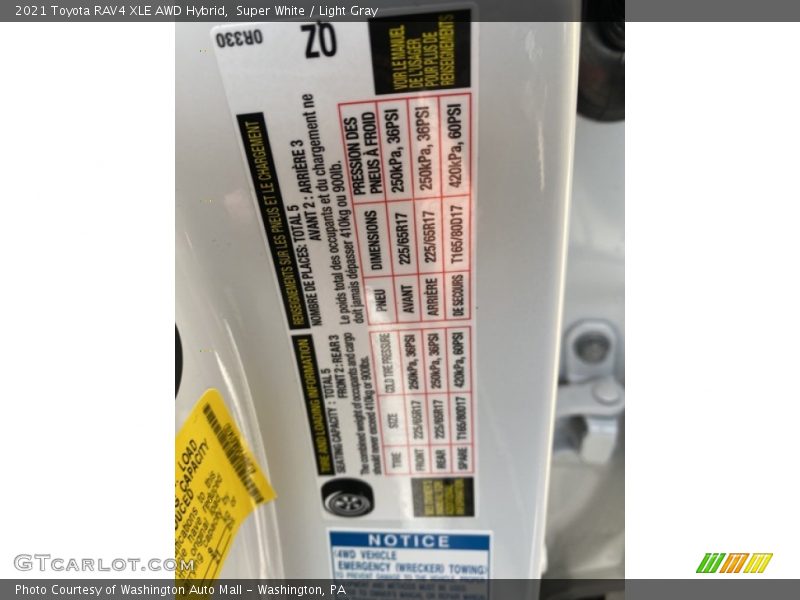 2021 Toyota RAV4 XLE AWD Hybrid, Super White / Light Gray
0R330
ZQ
VOIR LE MANUEL
DE L'USAGER
POUR PLUS DE
RENSEIGNEMENTS
RENSEIGNEMENTS SUR LES PNEUS ET LE CHARGEMENT
NOMBRE DE PLACES: TOTAL 5
AVANT 2 : ARRIÈRE 3
Le poids total des occupants et du chargement ne
doit jamais dépasser 410kg ou 900lb.
PNEU DIMENSIONS PRESSION DES
PNEUS À FROID
AVANT 225/65R17 250kPa, 36PSI
ARRIÈRE 225/65R17 250kPa, 36PSI
DE SECOURS T165/80D17 420kPa, 60PSI
TIRE AND LOADING INFORMATION
SEATING CAPACITY : TOTAL 5
FRONT 2 : REAR 3
The combined weight of occupants and cargo
should never exceed 410kg or 900lbs.
TIRE SIZE COLD TIRE PRESSURE
FRONT 225/65R17 250kPa, 36PSI
REAR 225/65R17 250kPa, 36PSI
SPARE T165/80D17 420kPa, 60PSI
LOAD
CAPACITY
NOTICE
4WD VEHICLE
EMERGENCY (WRECKER) TOWING
GTCarLot.com
Photo Courtesy of Washington Auto Mall - Washington, PA